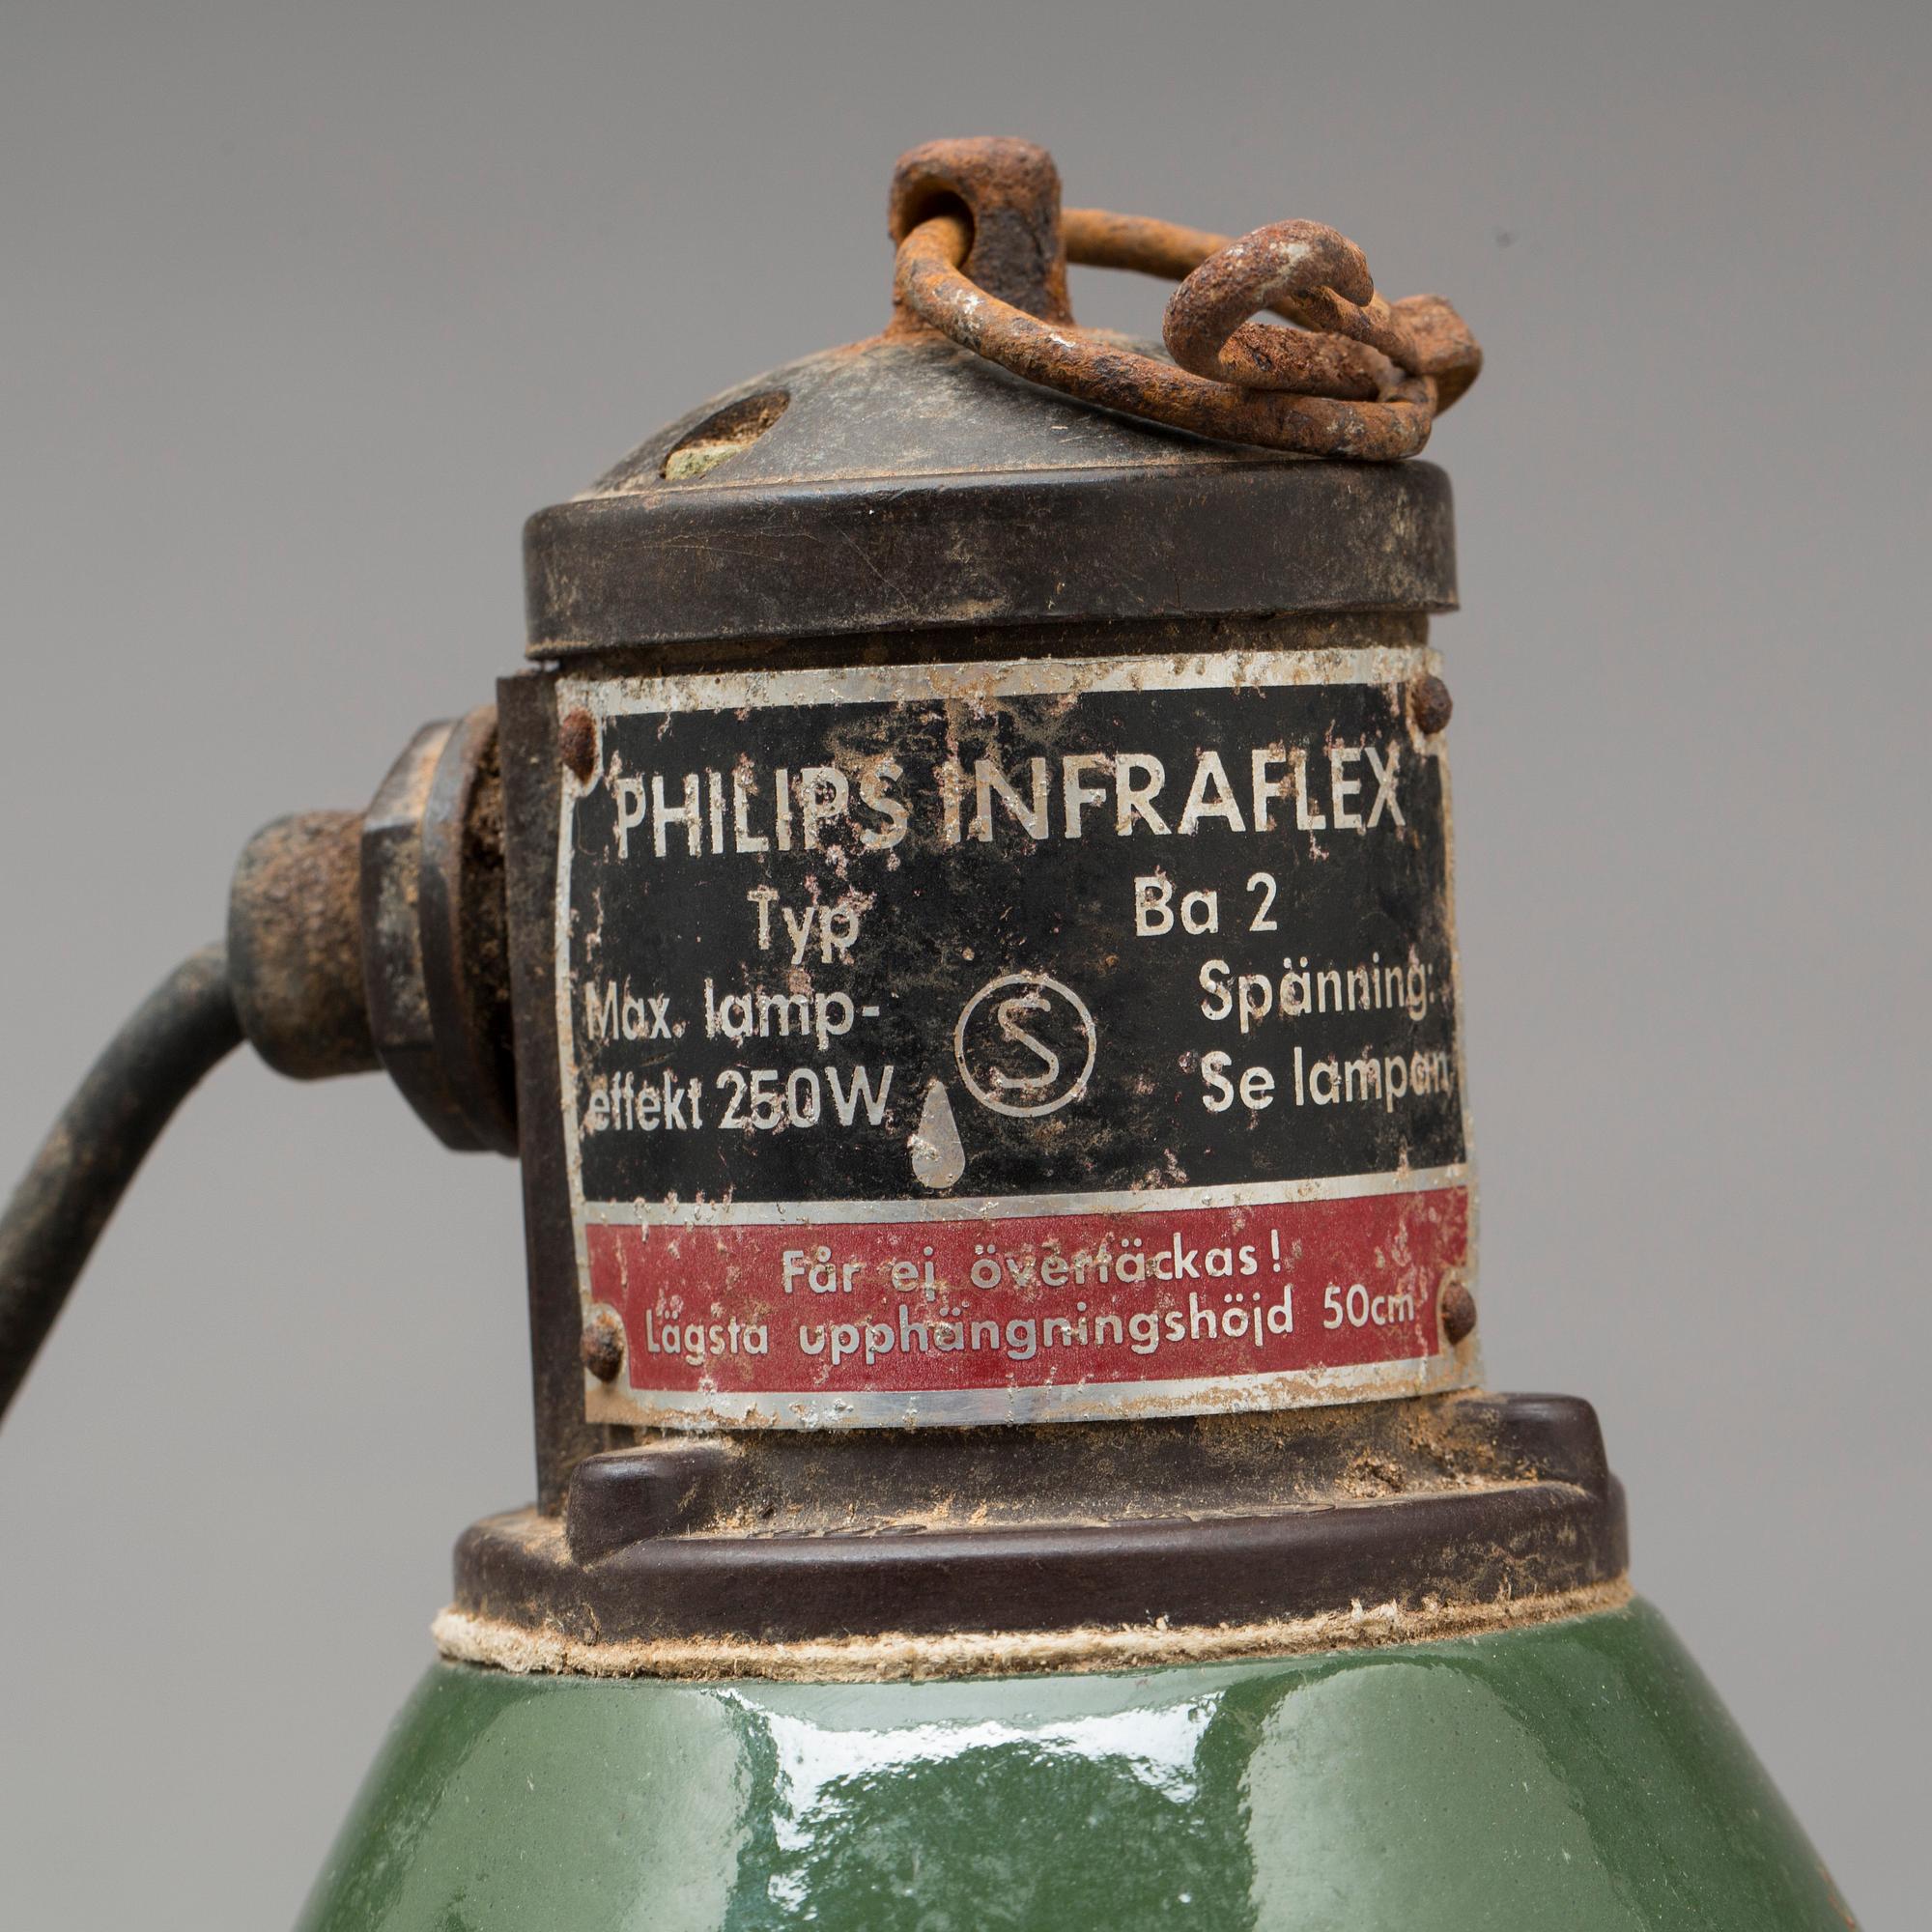 PHILIPS INFRAFLEX
Typ Ba 2
Max. lamp-
effekt 250W
S
Spänning:
Se lampan
Får ej övertäckas!
Lägsta upphängningshöjd 50cm